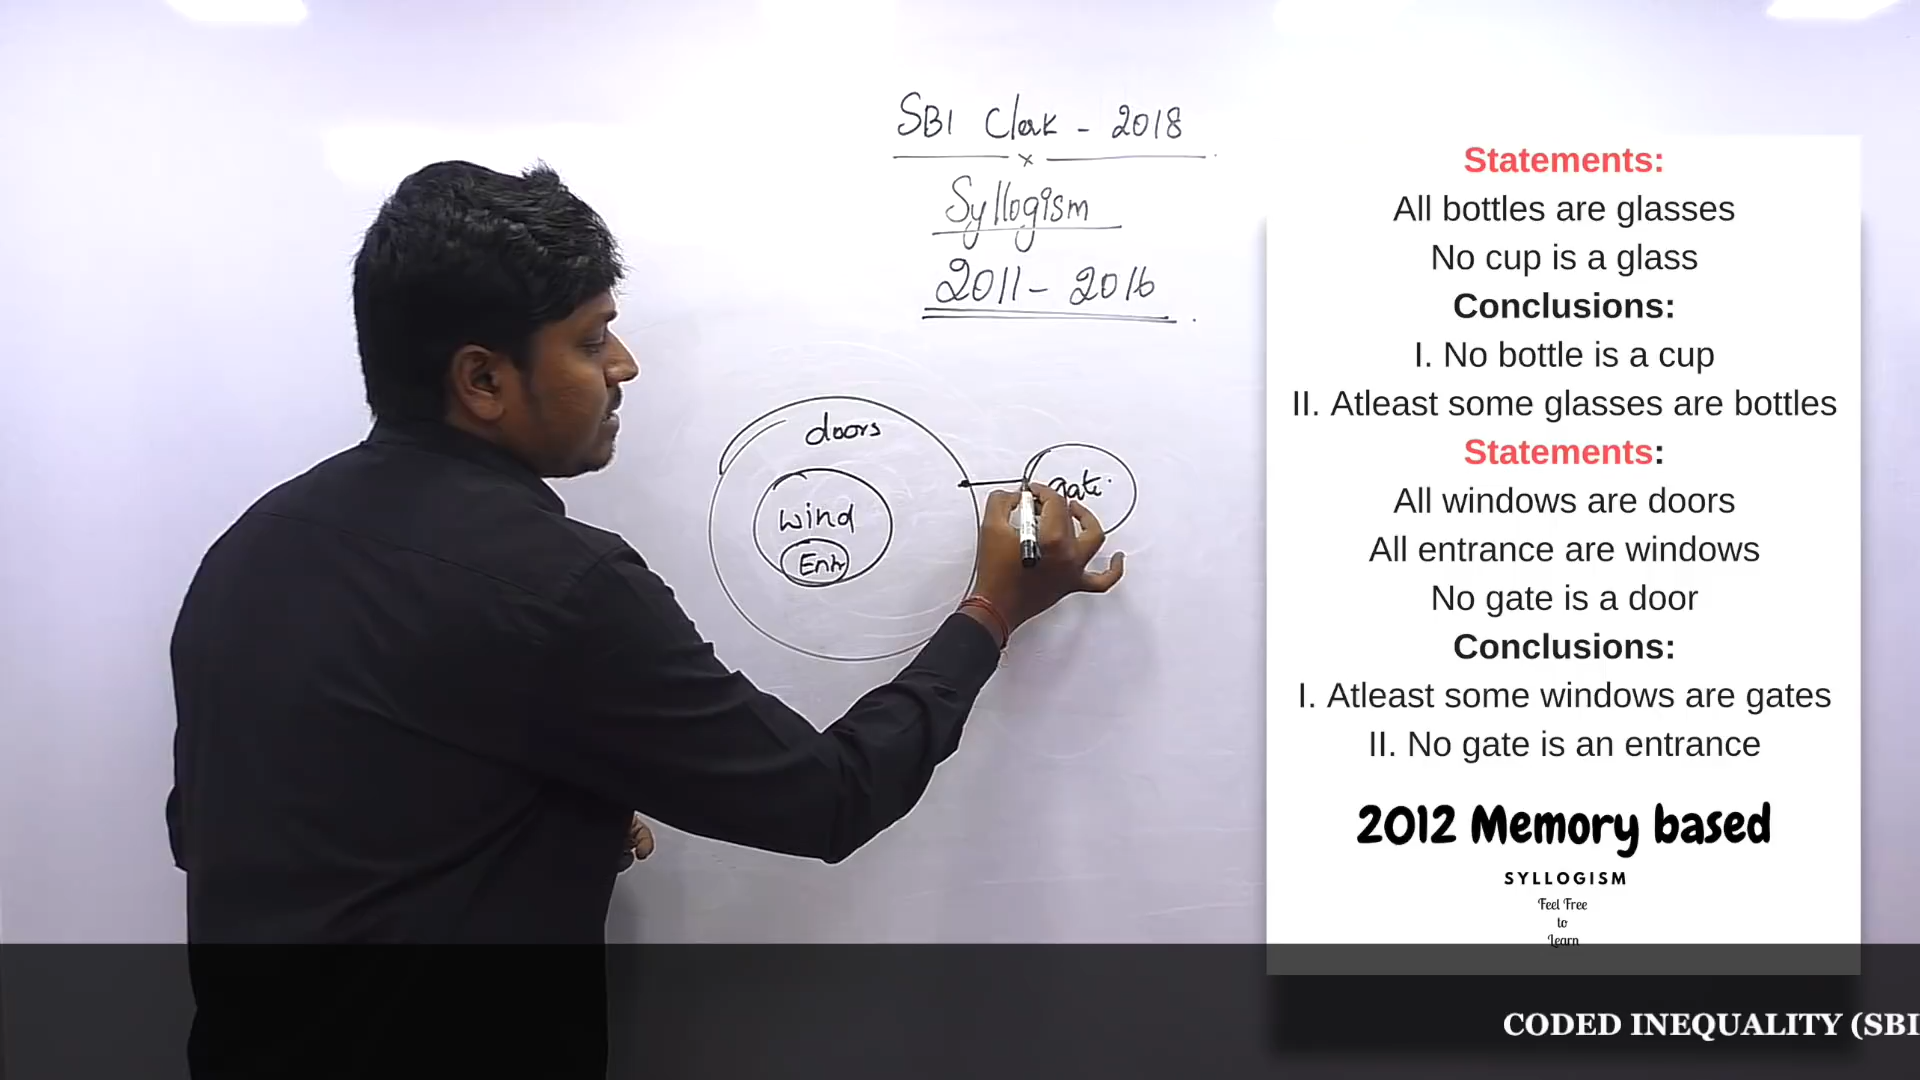 SBI Clerk - 2018
x
Syllogism
2011 - 2016
doors
wind
Entr
gate
Statements:
All bottles are glasses
No cup is a glass
Conclusions:
I. No bottle is a cup
II. Atleast some glasses are bottles
Statements:
All windows are doors
All entrance are windows
No gate is a door
Conclusions:
I. Atleast some windows are gates
II. No gate is an entrance
2012 Memory based
SYLLOGISM
Feel Free
to
Learn
CODED INEQUALITY (SBI